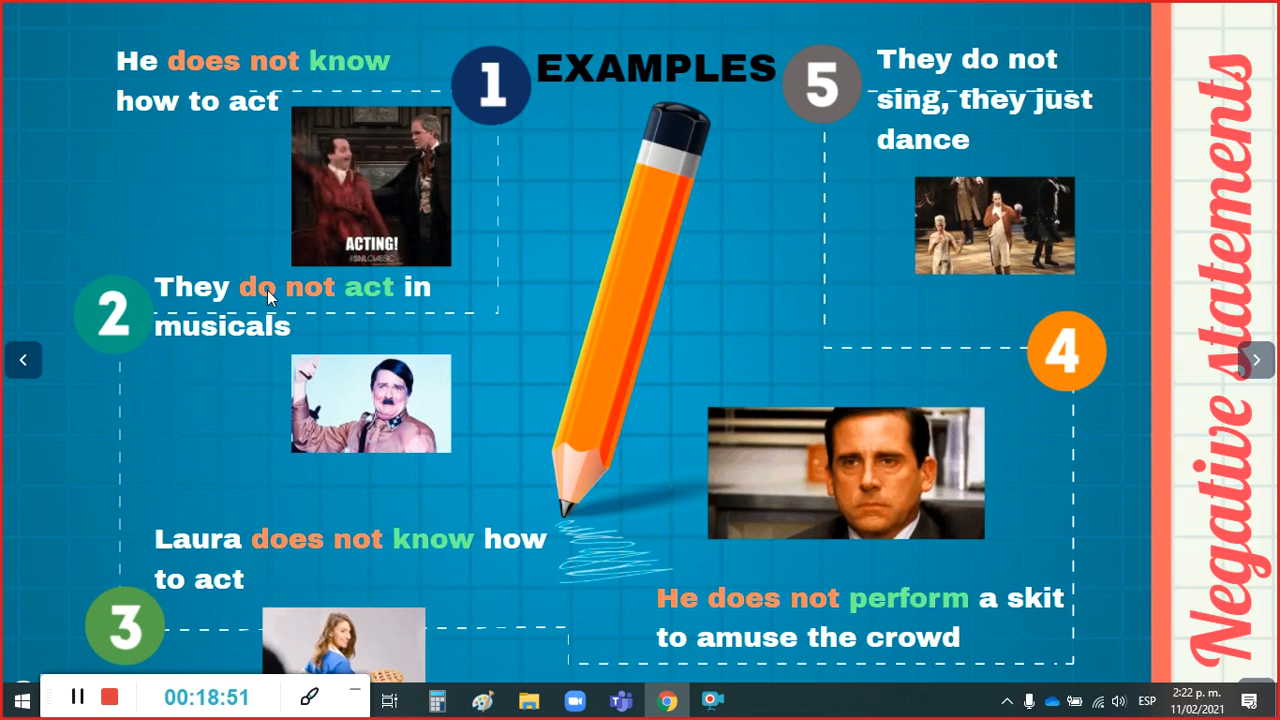 EXAMPLES
1
He does not know
how to act
ACTING!
#SNLCLASSIC
2
They do not act in
musicals
3
Laura does not know how
to act
4
He does not perform a skit
to amuse the crowd
5
They do not
sing, they just
dance
Negative statements
00:18:51
ESP
2:22 p. m.
11/02/2021